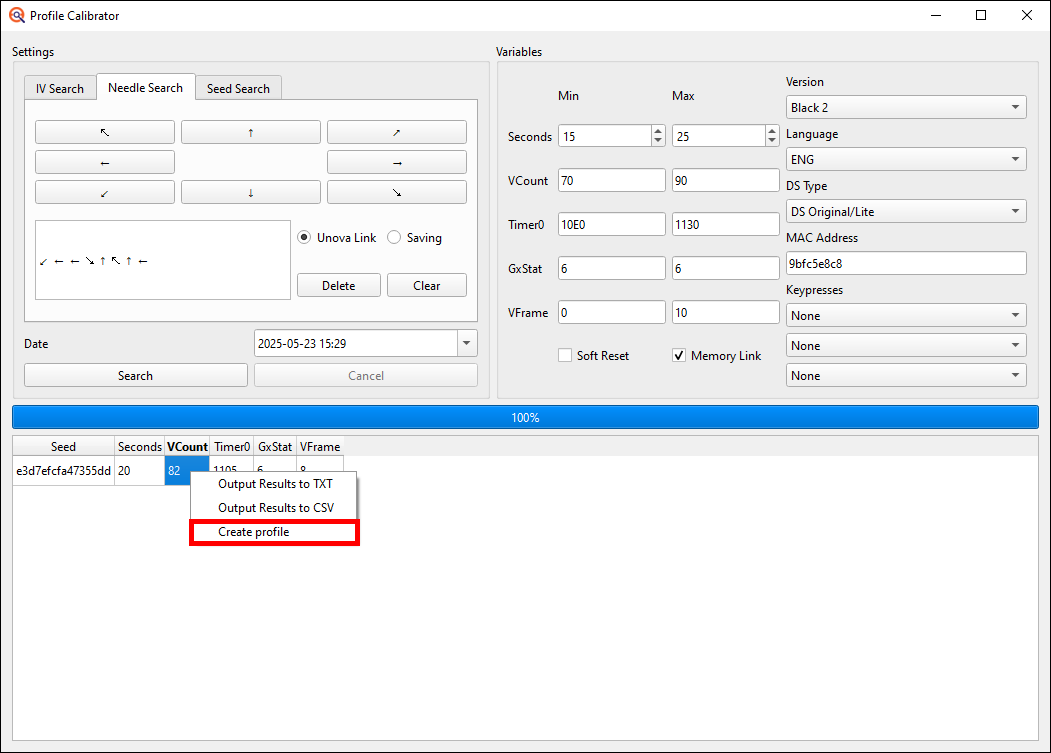 Profile Calibrator
Settings
IV Search
Needle Search
Seed Search
↖ ↑ ↗
← →
↙ ↓ ↘
↙ ← ← ↘ ↑ ↖ ↑ ←
Unova Link
Saving
Delete
Clear
Date
2025-05-23 15:29
Search
Cancel
Variables
Min Max
Seconds 15 25
VCount 70 90
Timer0 10E0 1130
GxStat 6 6
VFrame 0 10
Soft Reset
Memory Link
Version
Black 2
Language
ENG
DS Type
DS Original/Lite
MAC Address
9bfc5e8c8
Keypresses
None
None
None
100%
Seed Seconds VCount Timer0 GxStat VFrame
e3d7efcfa47355dd 20 82 1105 6 8
Output Results to TXT
Output Results to CSV
Create profile